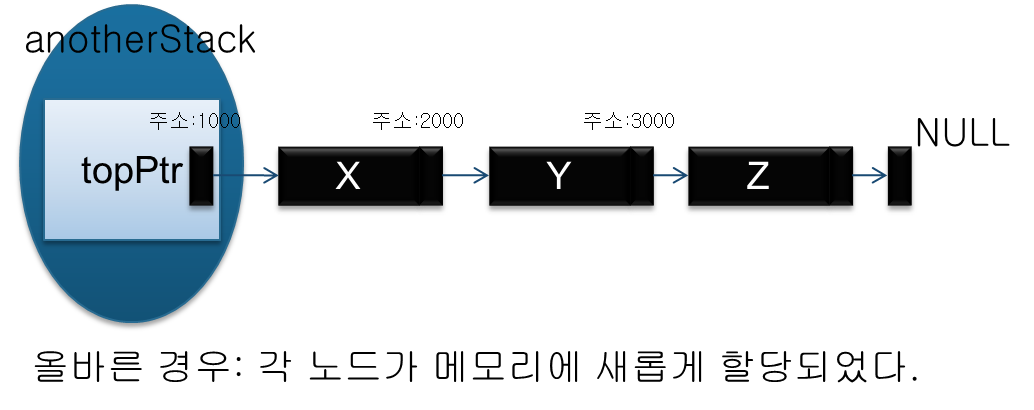 anotherStack
주소:1000
주소:2000
주소:3000
NULL
topPtr
X
Y
Z
올바른 경우: 각 노드가 메모리에 새롭게 할당되었다.